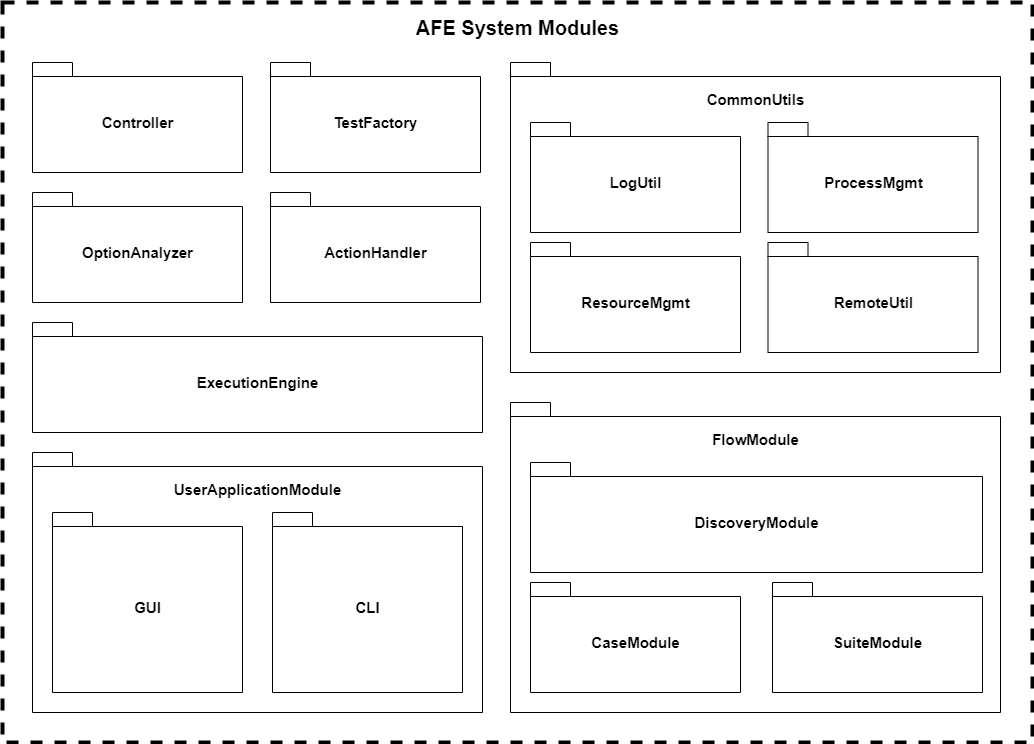 AFE System Modules
Controller
TestFactory
OptionAnalyzer
ActionHandler
ExecutionEngine
UserApplicationModule
GUI
CLI
CommonUtils
LogUtil
ProcessMgmt
ResourceMgmt
RemoteUtil
FlowModule
DiscoveryModule
CaseModule
SuiteModule